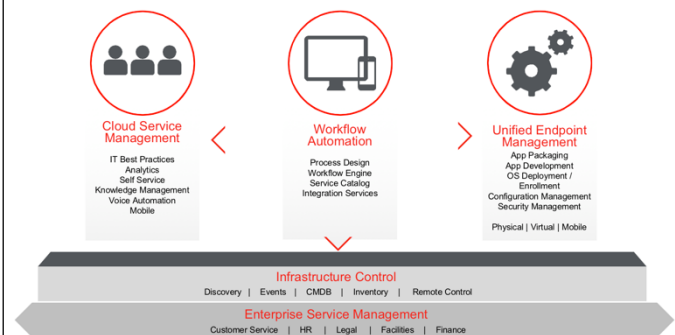 Cloud Service
Management
IT Best Practices
Analytics
Self Service
Knowledge Management
Voice Automation
Mobile
Workflow
Automation
Process Design
Workflow Engine
Service Catalog
Integration Services
Unified Endpoint
Management
App Packaging
App Development
OS Deployment /
Enrollment
Configuration Management
Security Management
Physical | Virtual | Mobile
Infrastructure Control
Discovery | Events | CMDB | Inventory | Remote Control
Enterprise Service Management
Customer Service | HR | Legal | Facilities | Finance